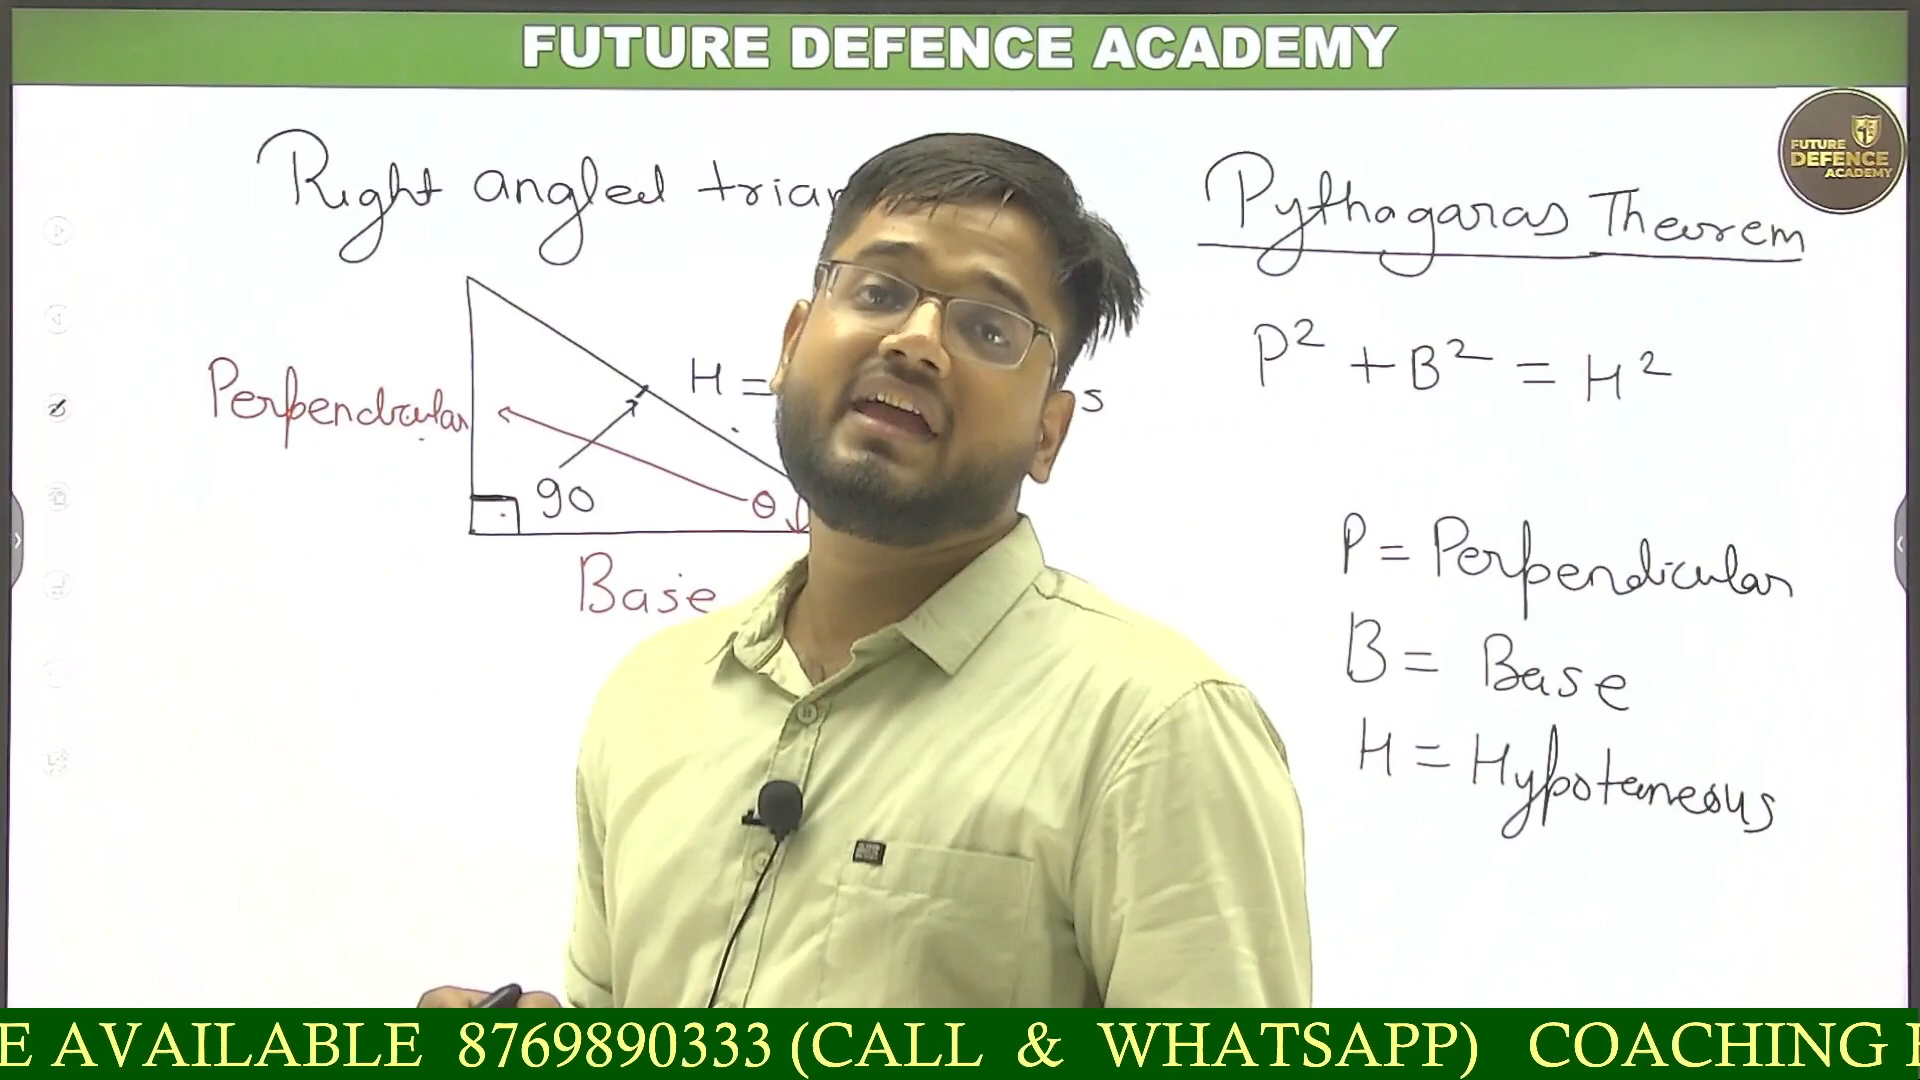 FUTURE DEFENCE ACADEMY
FUTURE
DEFENCE
ACADEMY
Right angled
Perpendicular
H =
90
θ
Base
Pythagaras Theorem
P² + B² = H²
P = Perpendicular
B = Base
H = Hypoteneous
AVAILABLE 8769890333 (CALL & WHATSAPP) COACHING